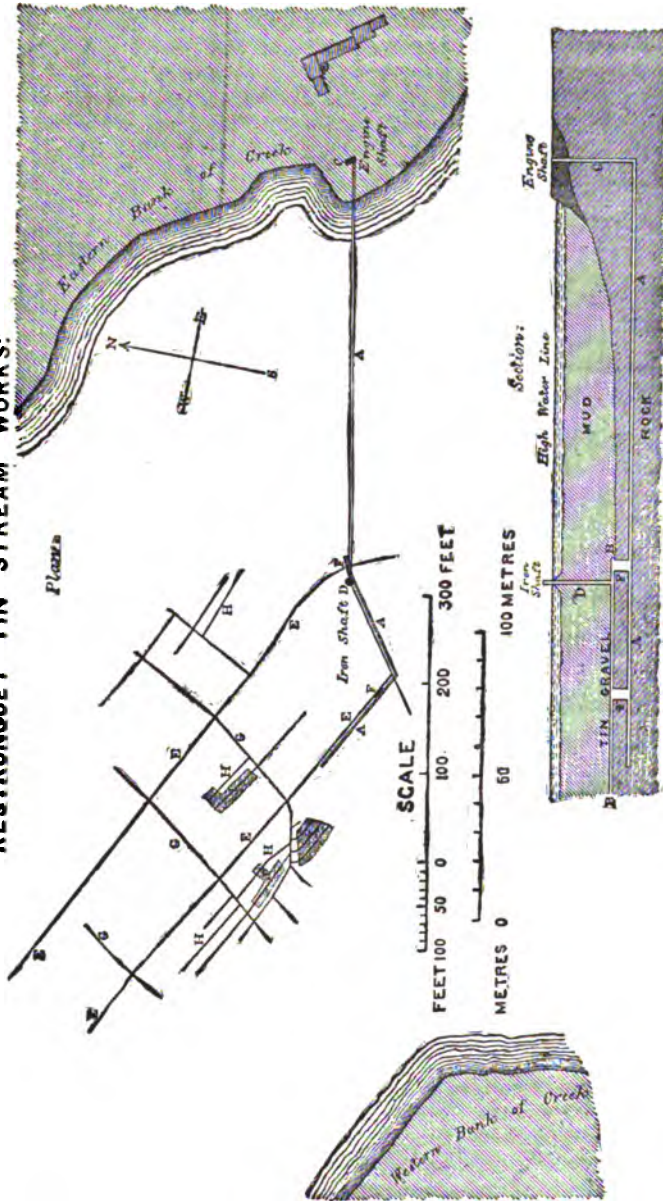 RESTRONGUET TIN STREAM WORKS.
Plan
Eastern Bank of Creek
N
E
S
C
Engine
Shaft
A
F
D
Iron Shaft
A
F
E
A
E
E
E
E
E
E
G
G
G
H
H
H
H
SCALE
FEET 100 50 0 100 200 300 FEET
METRES 0 50 100 METRES
Western Bank of Creek
Section:
High Water Line
Iron
Shaft
Engine
Shaft
D
C
MUD
TIN GRAVEL
B
B
F
F
A
A
ROCK